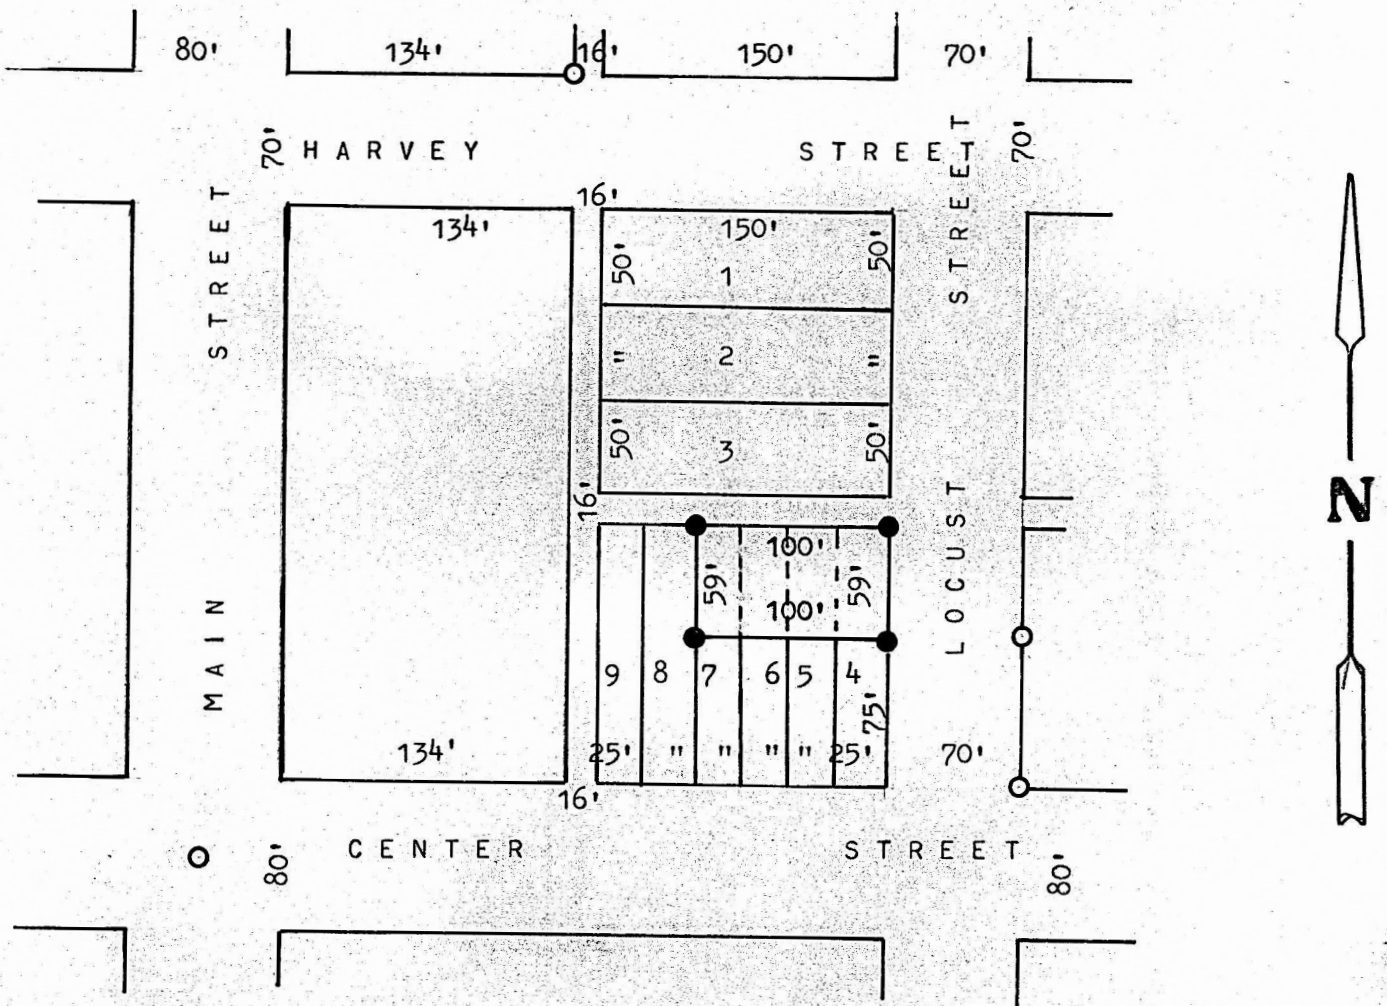 80' 134' 16' 150' 70'
70' HARVEY STREET 70'
16'
134' 150'
STREET
STREET
50' 1 50'
" 2 "
50' 3 50'
16'
100'
59' 59'
100'
LOCUST
MAIN
9 8 7 6 5 4
75'
134' 25' " " " " 25' 70'
16'
80' CENTER STREET 80'
N